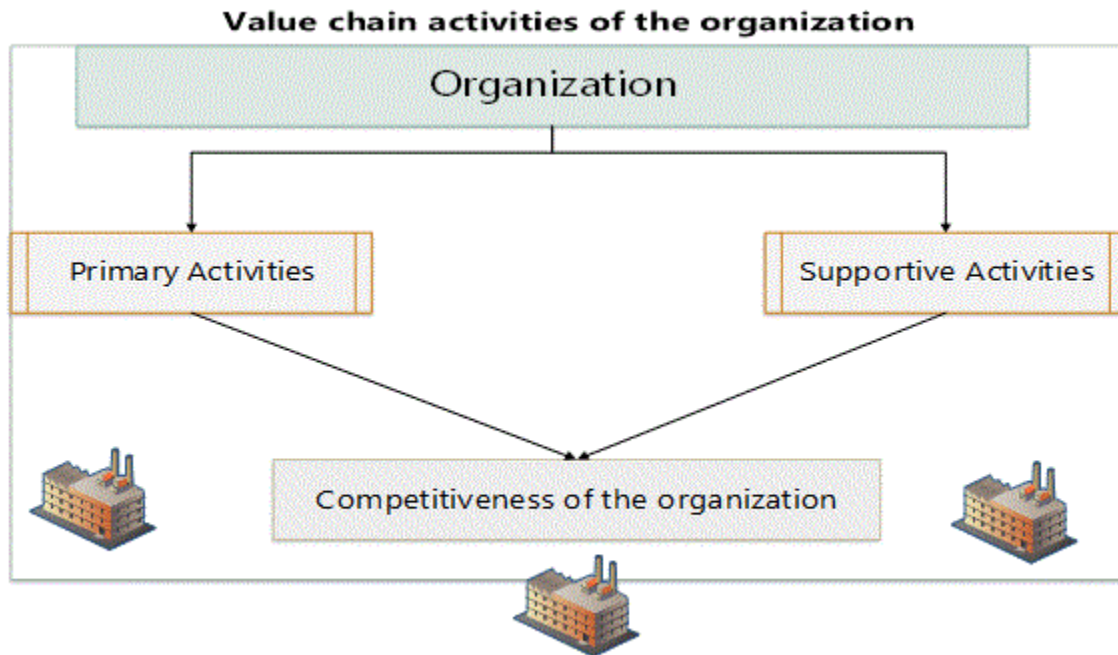 Value chain activities of the organization
Organization
Primary Activities
Supportive Activities
Competitiveness of the organization